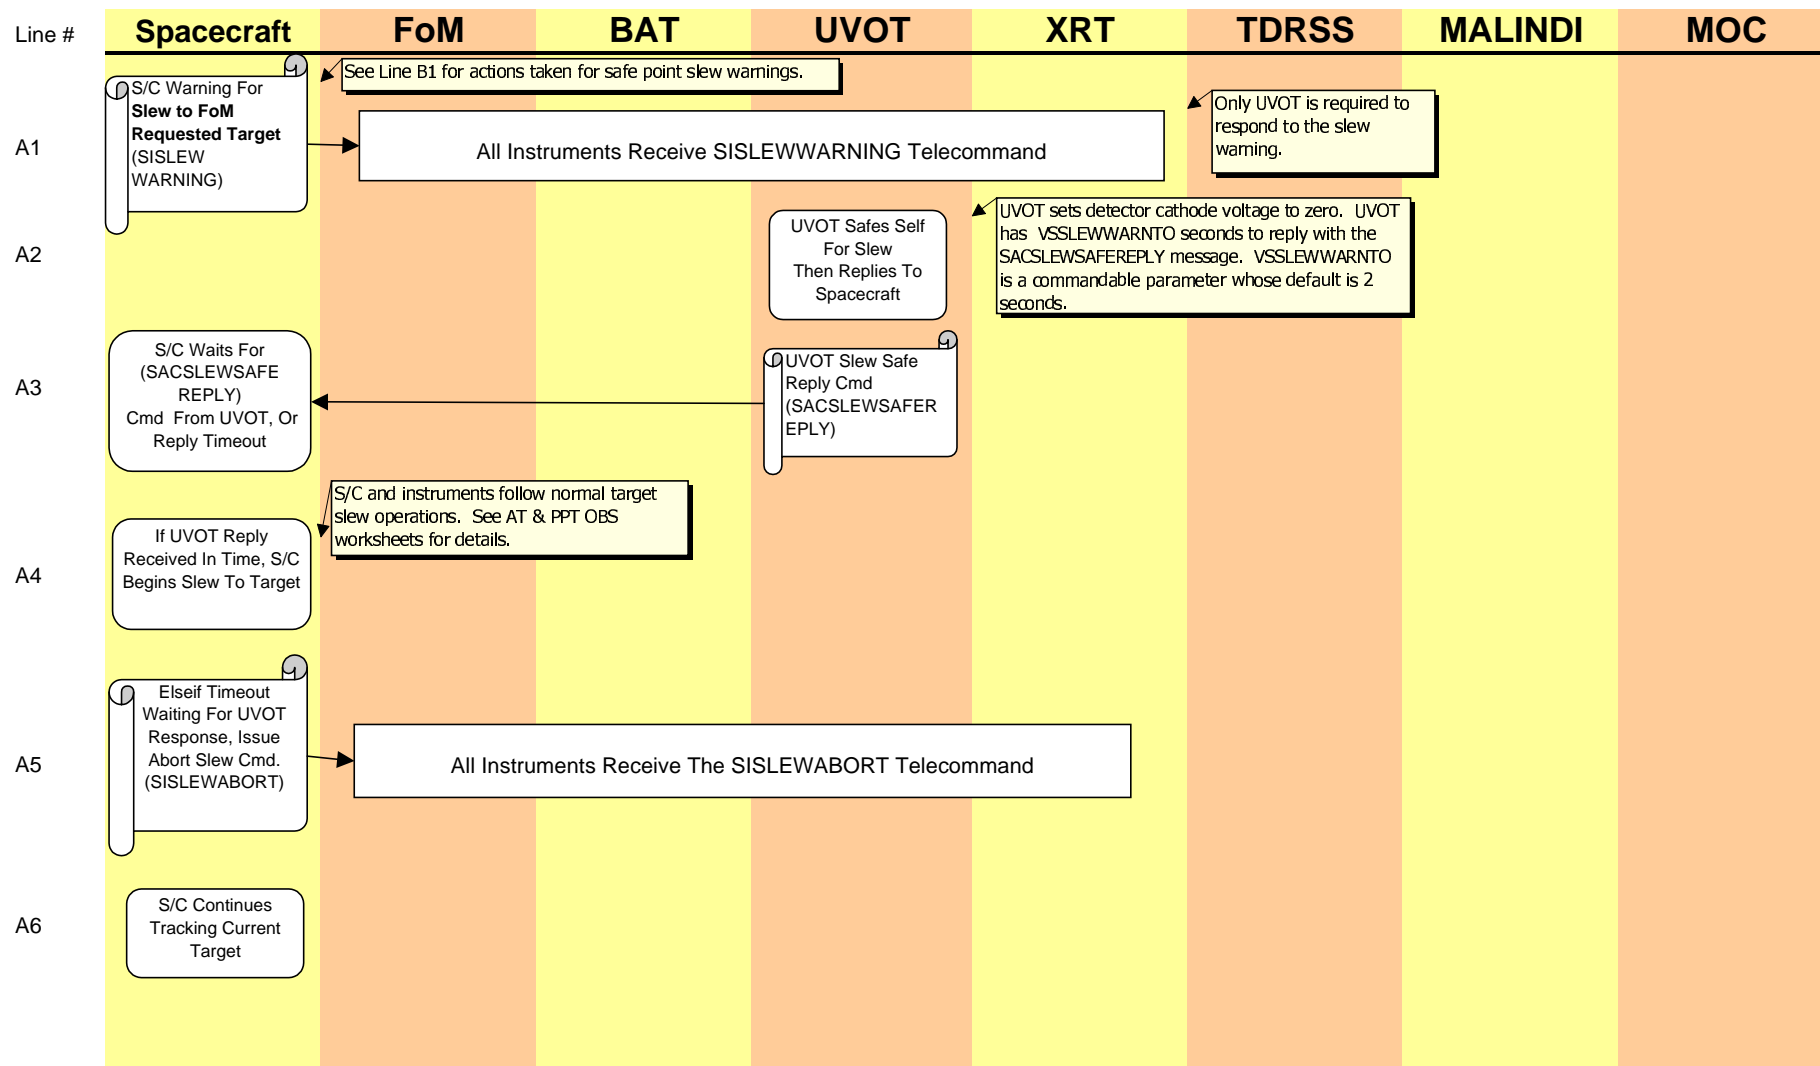 Line # Spacecraft FoM BAT UVOT XRT TDRSS MALINDI MOC
See Line B1 for actions taken for safe point slew warnings.
A1
S/C Warning For
Slew to FoM
Requested Target
(SISLEW
WARNING)
All Instruments Receive SISLEWWARNING Telecommand
Only UVOT is required to
respond to the slew
warning.
A2
UVOT Safes Self
For Slew
Then Replies To
Spacecraft
UVOT sets detector cathode voltage to zero. UVOT
has VSSLEWWARNTO seconds to reply with the
SACSLEWSAFEREPLY message. VSSLEWWARNTO
is a commandable parameter whose default is 2
seconds.
A3
S/C Waits For
(SACSLEWSAFE
REPLY)
Cmd From UVOT, Or
Reply Timeout
UVOT Slew Safe
Reply Cmd
(SACSLEWSAFER
EPLY)
S/C and instruments follow normal target
slew operations. See AT & PPT OBS
worksheets for details.
A4
If UVOT Reply
Received In Time, S/C
Begins Slew To Target
A5
Elseif Timeout
Waiting For UVOT
Response, Issue
Abort Slew Cmd.
(SISLEWABORT)
All Instruments Receive The SISLEWABORT Telecommand
A6
S/C Continues
Tracking Current
Target